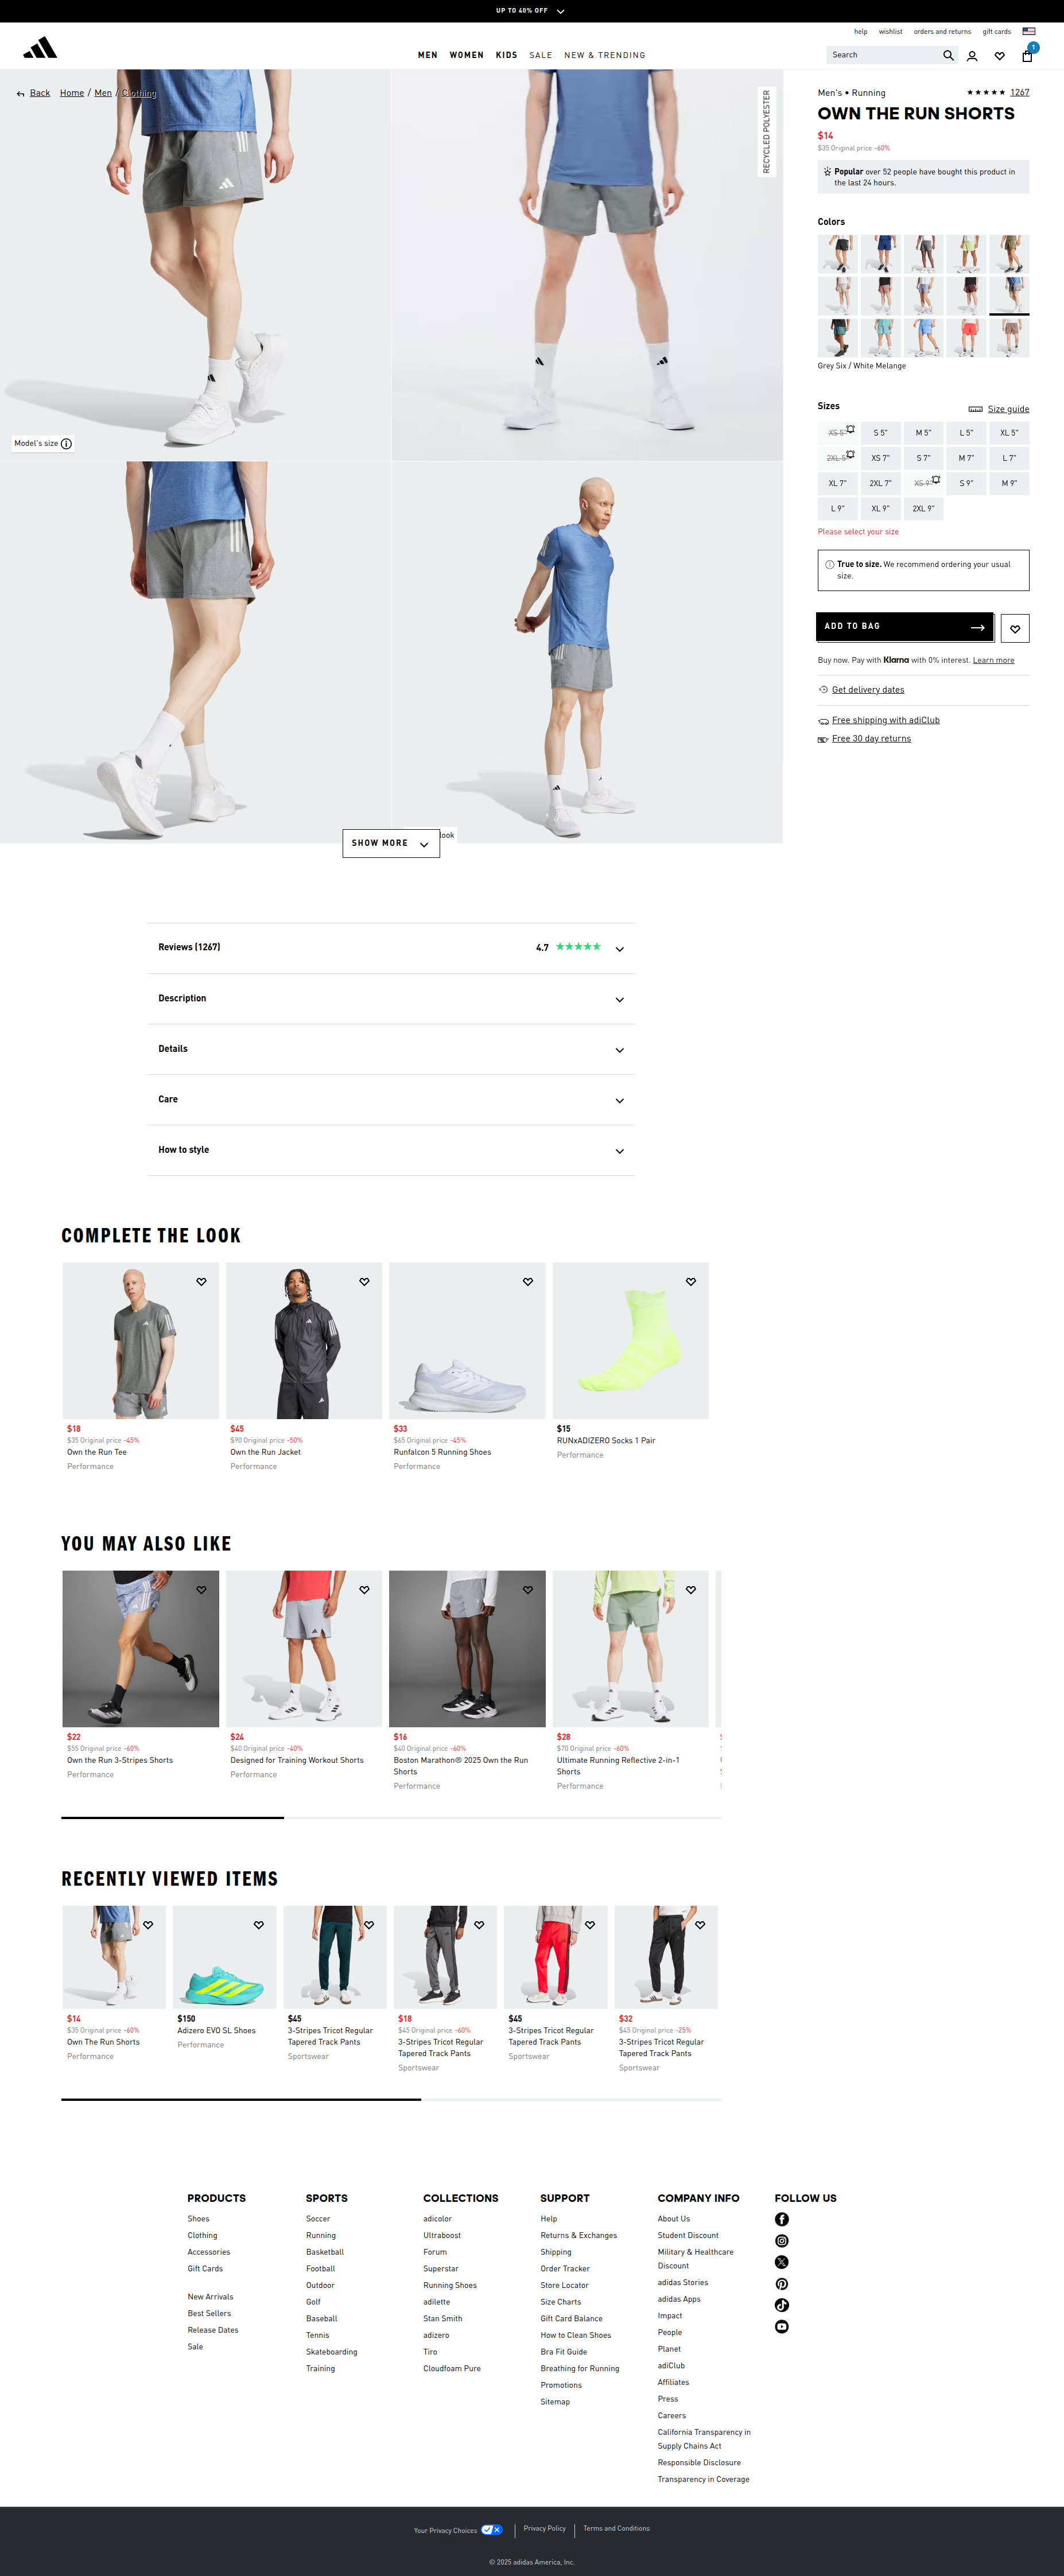 UP TO 40% OFF
help wishlist orders and returns gift cards
MEN WOMEN KIDS SALE NEW & TRENDING
Search
1
Back Home / Men / Clothing
RECYCLED POLYESTER
Model's size
look
SHOW MORE
Men's • Running
1267
OWN THE RUN SHORTS
$14
$35 Original price -60%
Popular over 52 people have bought this product in
the last 24 hours.
Colors
Grey Six / White Melange
Sizes
Size guide
XS 5" S 5" M 5" L 5" XL 5"
2XL 5" XS 7" S 7" M 7" L 7"
XL 7" 2XL 7" XS 9" S 9" M 9"
L 9" XL 9" 2XL 9"
Please select your size
True to size. We recommend ordering your usual
size.
ADD TO BAG
Buy now. Pay with Klarna with 0% interest. Learn more
Get delivery dates
Free shipping with adiClub
Free 30 day returns
Reviews (1267)
4.7
Description
Details
Care
How to style
COMPLETE THE LOOK
$18
$35 Original price -45%
Own the Run Tee
Performance
$45
$90 Original price -50%
Own the Run Jacket
Performance
$33
$65 Original price -45%
Runfalcon 5 Running Shoes
Performance
$15
RUNxADIZERO Socks 1 Pair
Performance
YOU MAY ALSO LIKE
$22
$55 Original price -60%
Own the Run 3-Stripes Shorts
Performance
$24
$40 Original price -40%
Designed for Training Workout Shorts
Performance
$16
$40 Original price -60%
Boston Marathon® 2025 Own the Run
Shorts
Performance
$28
$70 Original price -60%
Ultimate Running Reflective 2-in-1
Shorts
Performance
RECENTLY VIEWED ITEMS
$14
$35 Original price -60%
Own The Run Shorts
Performance
$150
Adizero EVO SL Shoes
Performance
$45
3-Stripes Tricot Regular
Tapered Track Pants
Sportswear
$18
$45 Original price -60%
3-Stripes Tricot Regular
Tapered Track Pants
Sportswear
$45
3-Stripes Tricot Regular
Tapered Track Pants
Sportswear
$32
$45 Original price -25%
3-Stripes Tricot Regular
Tapered Track Pants
Sportswear
PRODUCTS
Shoes
Clothing
Accessories
Gift Cards
New Arrivals
Best Sellers
Release Dates
Sale
SPORTS
Soccer
Running
Basketball
Football
Outdoor
Golf
Baseball
Tennis
Skateboarding
Training
COLLECTIONS
adicolor
Ultraboost
Forum
Superstar
Running Shoes
adilette
Stan Smith
adizero
Tiro
Cloudfoam Pure
SUPPORT
Help
Returns & Exchanges
Shipping
Order Tracker
Store Locator
Size Charts
Gift Card Balance
How to Clean Shoes
Bra Fit Guide
Breathing for Running
Promotions
Sitemap
COMPANY INFO
About Us
Student Discount
Military & Healthcare
Discount
adidas Stories
adidas Apps
Impact
People
Planet
adiClub
Affiliates
Press
Careers
California Transparency in
Supply Chains Act
Responsible Disclosure
Transparency in Coverage
FOLLOW US
Your Privacy Choices
Privacy Policy
Terms and Conditions
© 2025 adidas America, Inc.